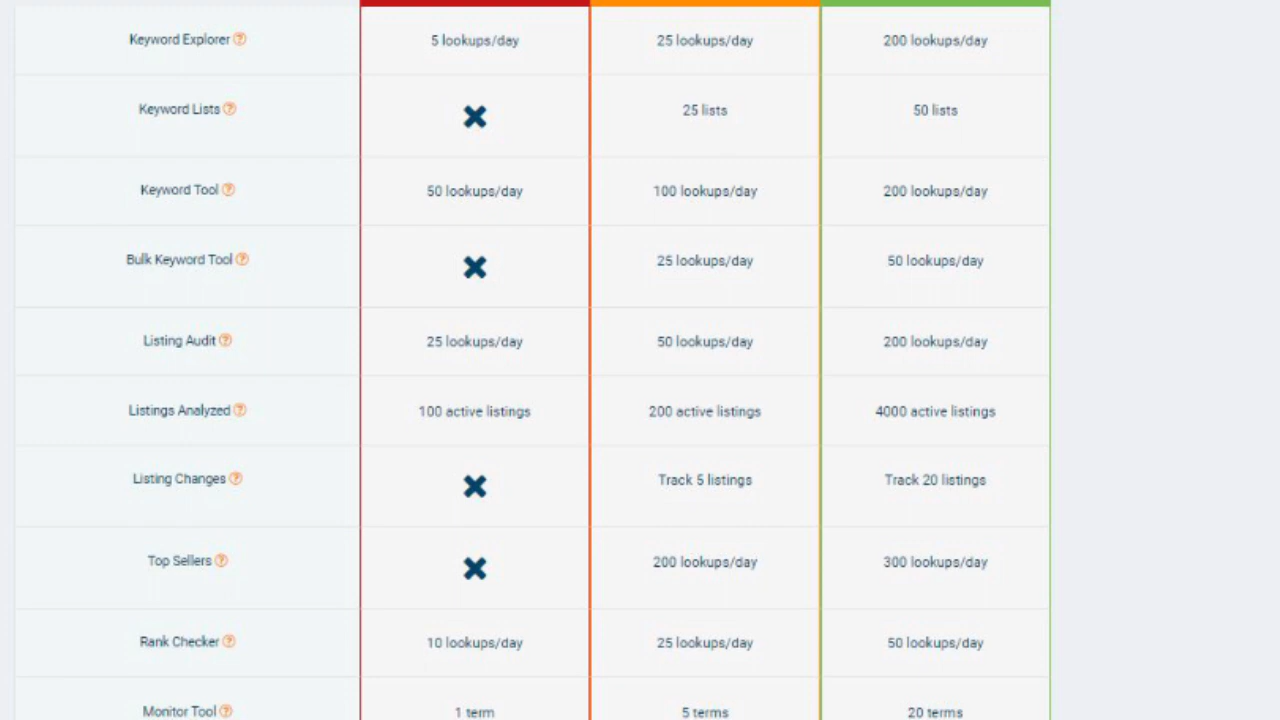 Keyword Explorer ? 5 lookups/day 25 lookups/day 200 lookups/day
Keyword Lists ? 25 lists 50 lists
Keyword Tool ? 50 lookups/day 100 lookups/day 200 lookups/day
Bulk Keyword Tool ? 25 lookups/day 50 lookups/day
Listing Audit ? 25 lookups/day 50 lookups/day 200 lookups/day
Listings Analyzed ? 100 active listings 200 active listings 4000 active listings
Listing Changes ? Track 5 listings Track 20 listings
Top Sellers ? 200 lookups/day 300 lookups/day
Rank Checker ? 10 lookups/day 25 lookups/day 50 lookups/day
Monitor Tool ? 1 term 5 terms 20 terms